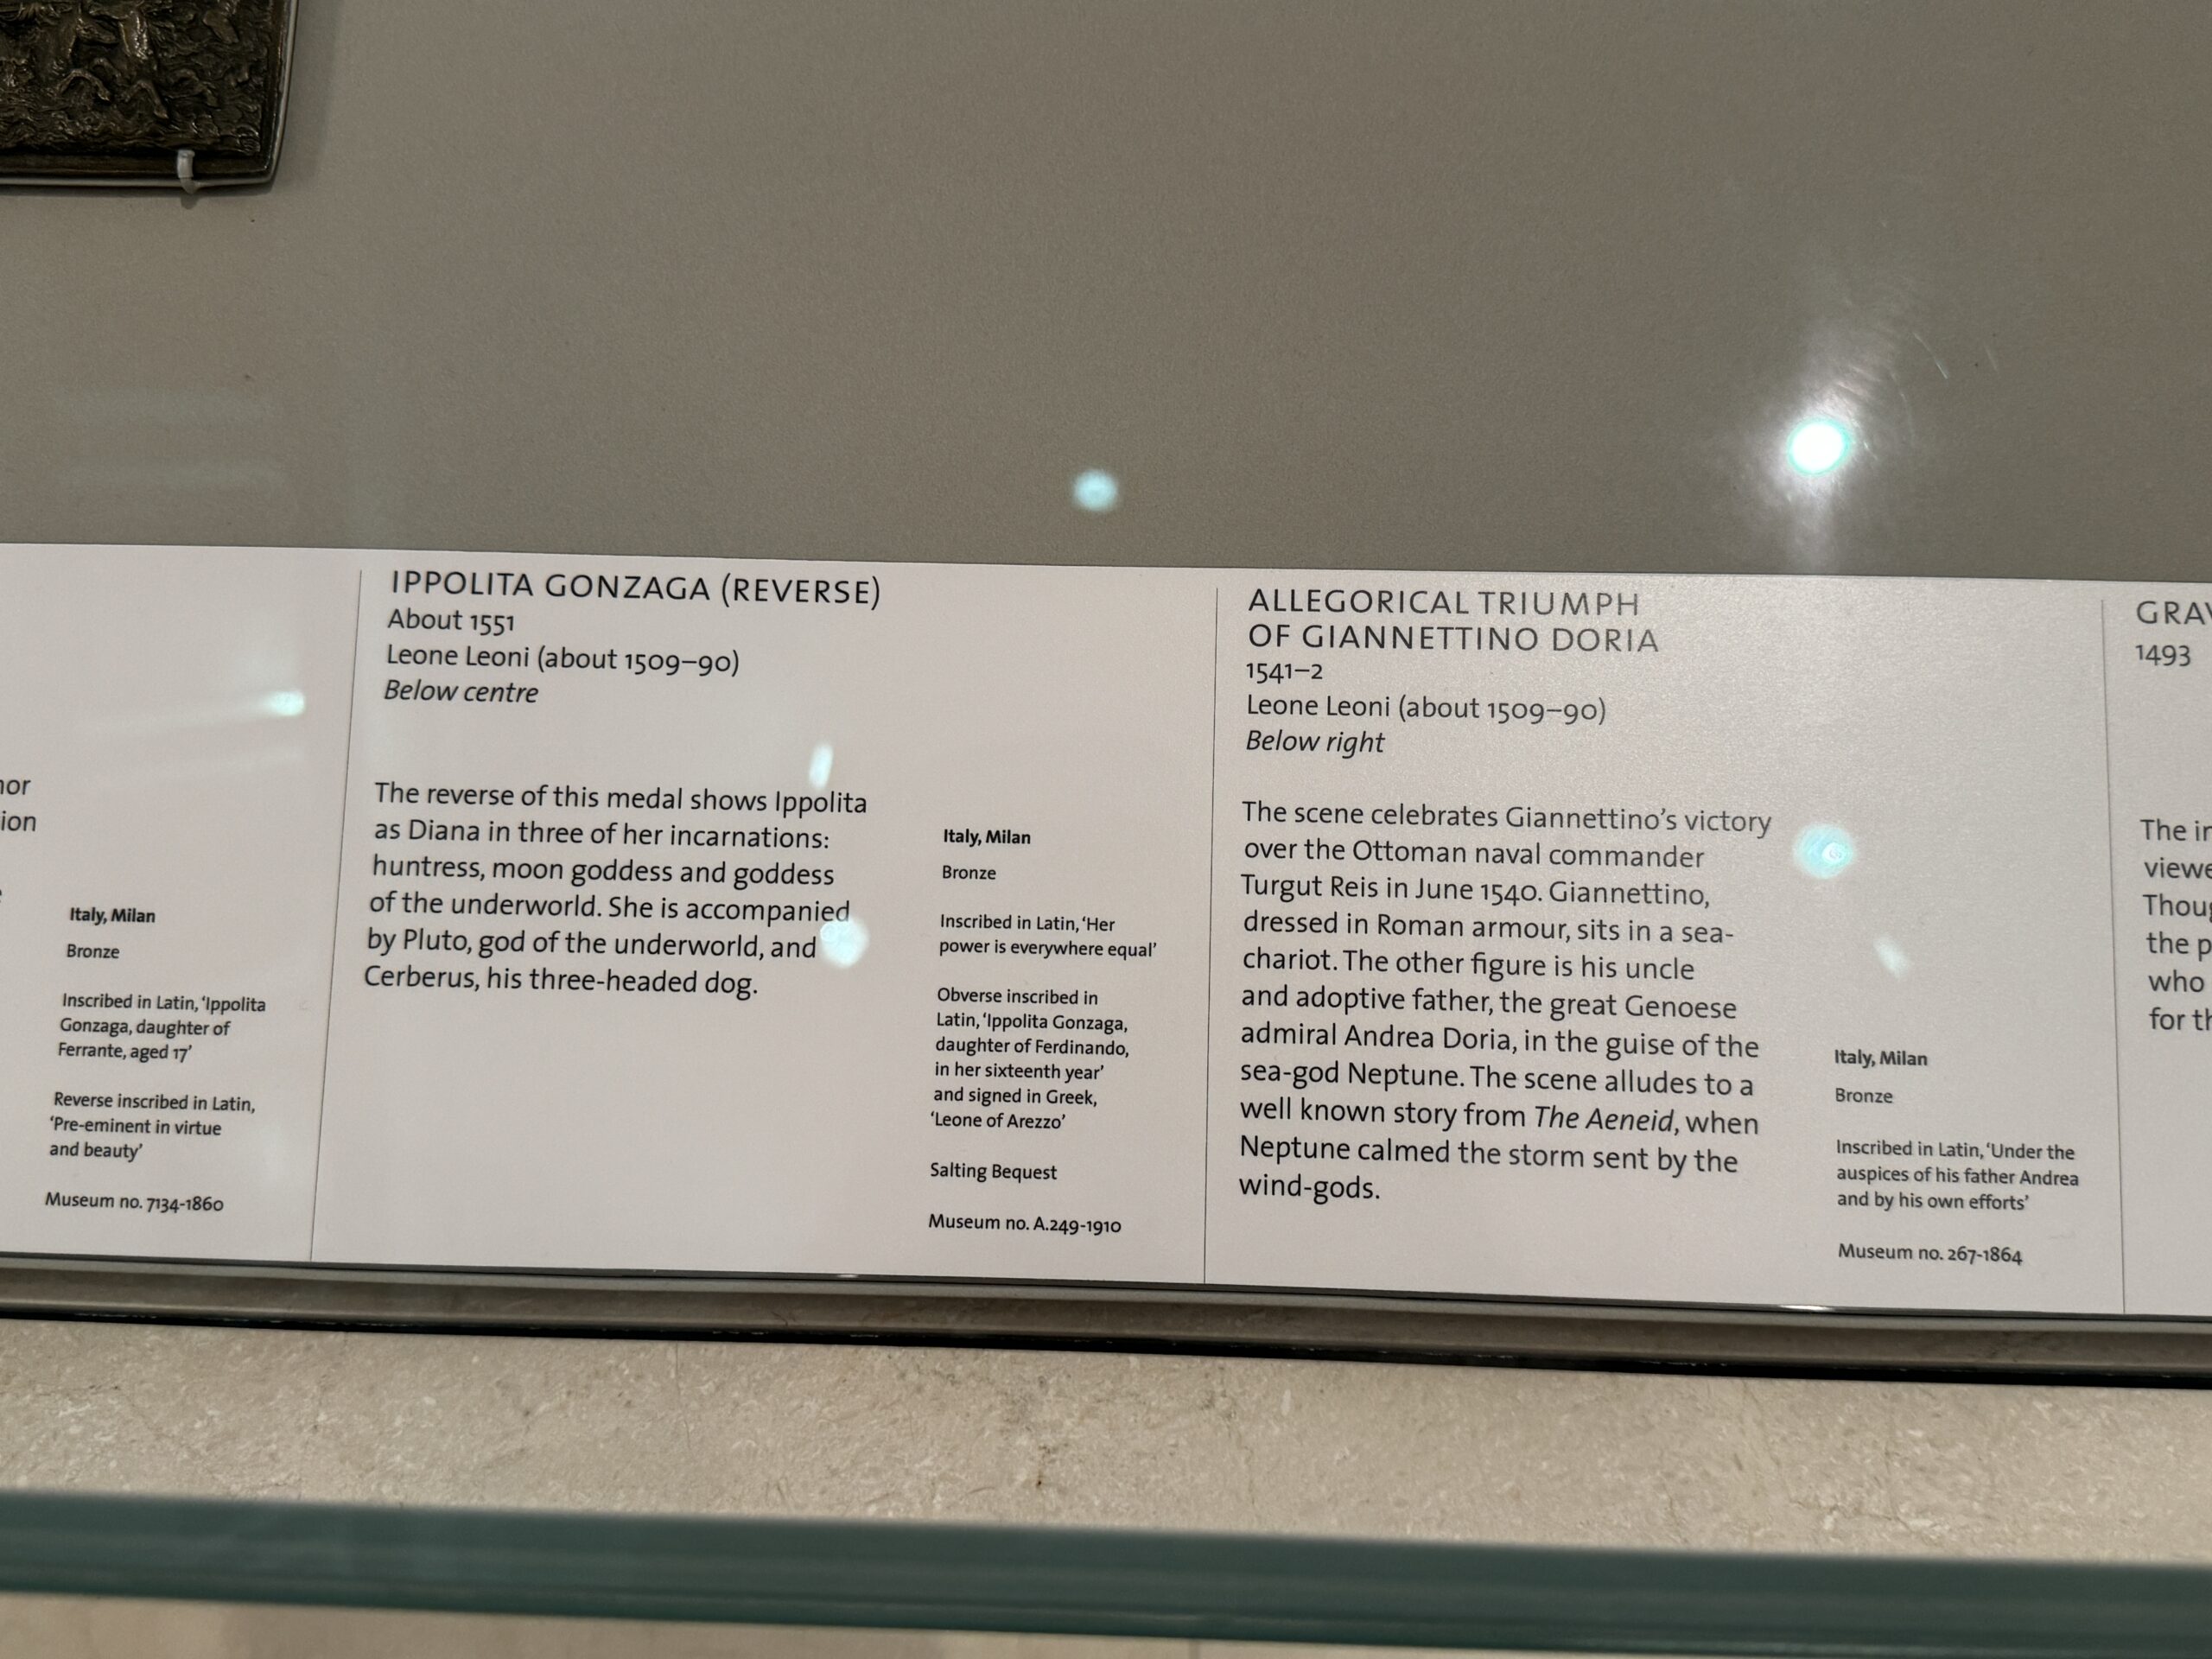 Italy, Milan
Bronze
Inscribed in Latin, ‘Ippolita
Gonzaga, daughter of
Ferrante, aged 17’
Reverse inscribed in Latin,
‘Pre-eminent in virtue
and beauty’
Museum no. 7134-1860
IPPOLITA GONZAGA (REVERSE)
About 1551
Leone Leoni (about 1509–90)
Below centre
The reverse of this medal shows Ippolita
as Diana in three of her incarnations:
huntress, moon goddess and goddess
of the underworld. She is accompanied
by Pluto, god of the underworld, and
Cerberus, his three-headed dog.
Italy, Milan
Bronze
Inscribed in Latin, ‘Her
power is everywhere equal’
Obverse inscribed in
Latin, ‘Ippolita Gonzaga,
daughter of Ferdinando,
in her sixteenth year’
and signed in Greek,
‘Leone of Arezzo’
Salting Bequest
Museum no. A.249-1910
ALLEGORICAL TRIUMPH
OF GIANNETTINO DORIA
1541–2
Leone Leoni (about 1509–90)
Below right
The scene celebrates Giannettino’s victory
over the Ottoman naval commander
Turgut Reis in June 1540. Giannettino,
dressed in Roman armour, sits in a sea-
chariot. The other figure is his uncle
and adoptive father, the great Genoese
admiral Andrea Doria, in the guise of the
sea-god Neptune. The scene alludes to a
well known story from The Aeneid, when
Neptune calmed the storm sent by the
wind-gods.
Italy, Milan
Bronze
Inscribed in Latin, ‘Under the
auspices of his father Andrea
and by his own efforts’
Museum no. 267-1864
1493
The
the
who
for